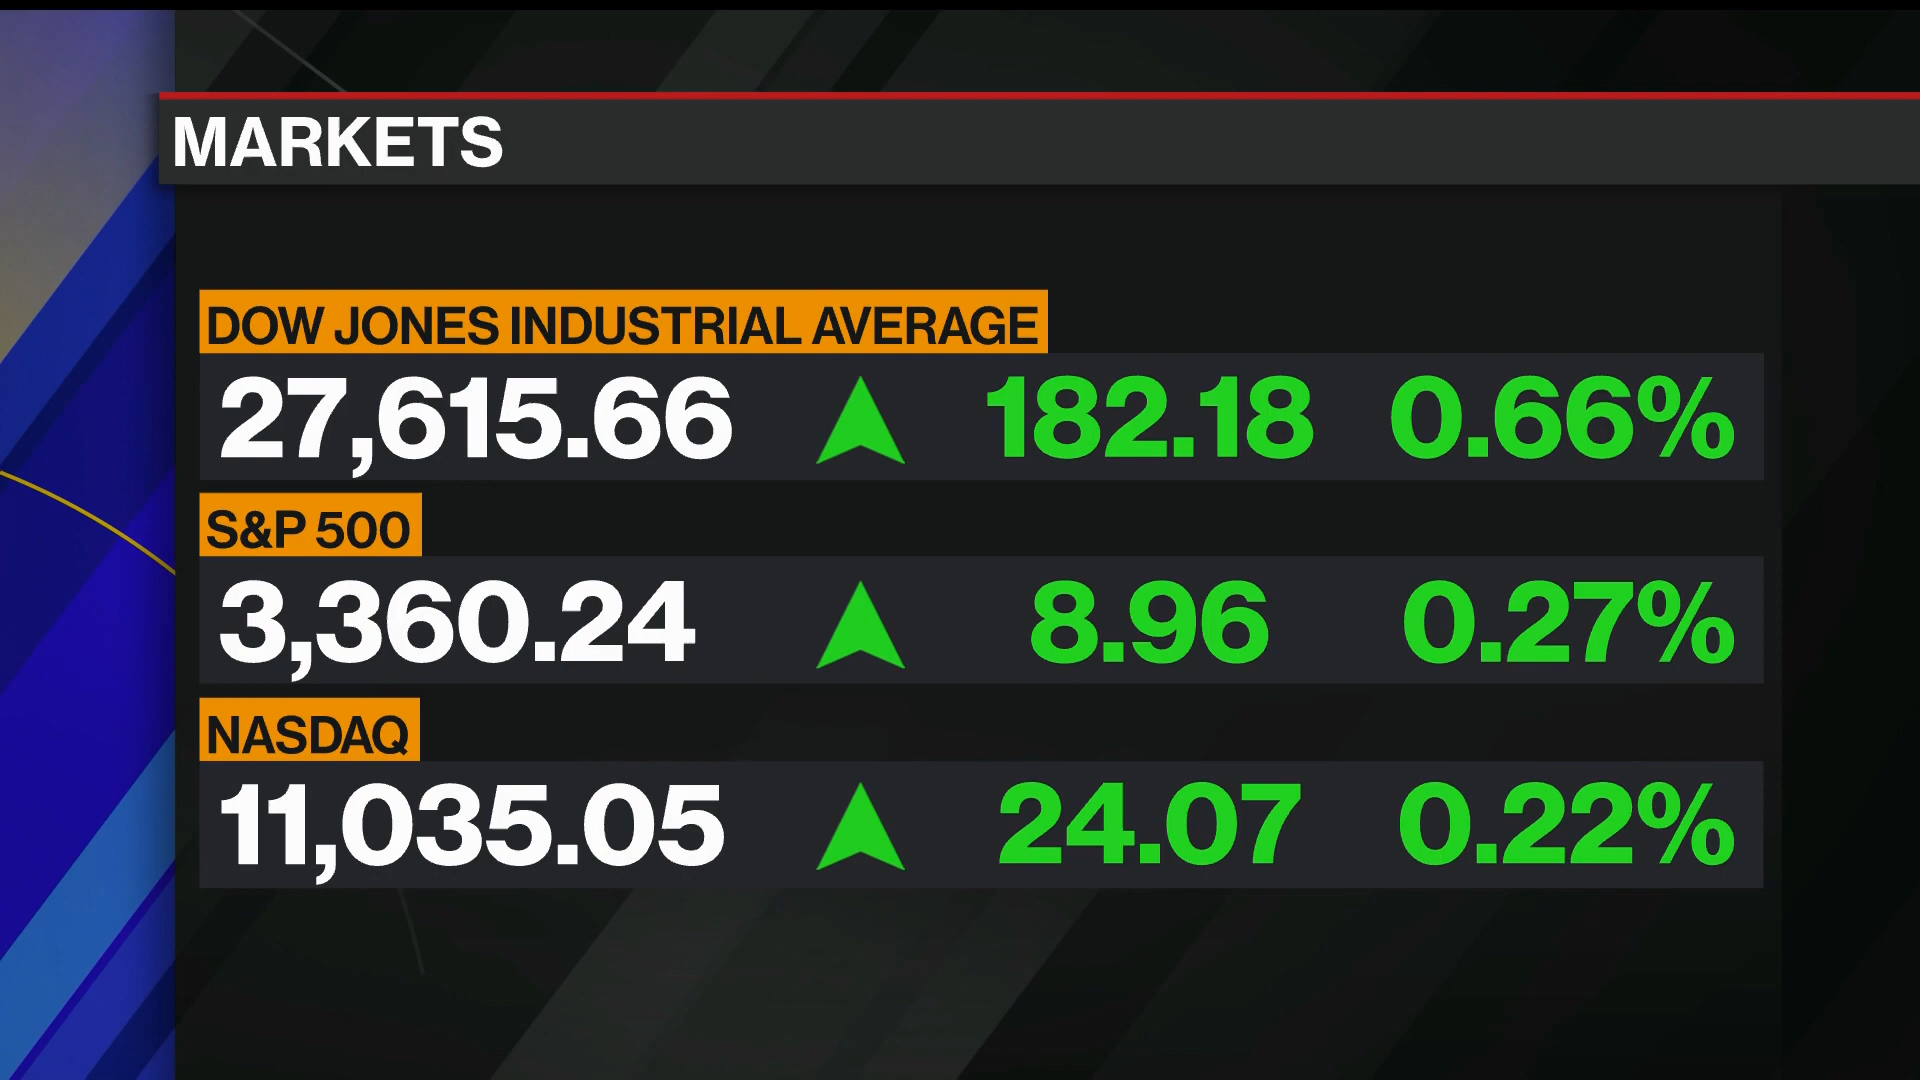 MARKETS
DOW JONES INDUSTRIAL AVERAGE
27,615.66 ▲ 182.18 0.66%
S&P 500
3,360.24 ▲ 8.96 0.27%
NASDAQ
11,035.05 ▲ 24.07 0.22%